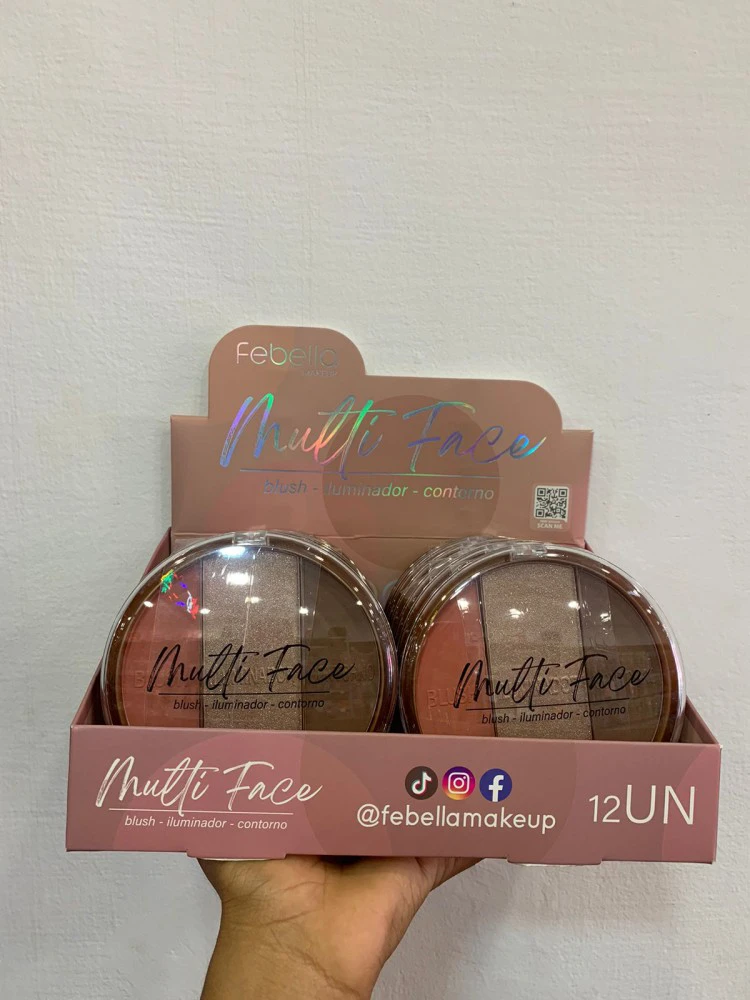 Febella
Multi Face
blush - iluminador - contorno
SCAN ME
Multi Face
blush - iluminador - contorno
Multi Face
blush - iluminador - contorno
Multi Face
blush - iluminador - contorno
@febellamakeup
12UN